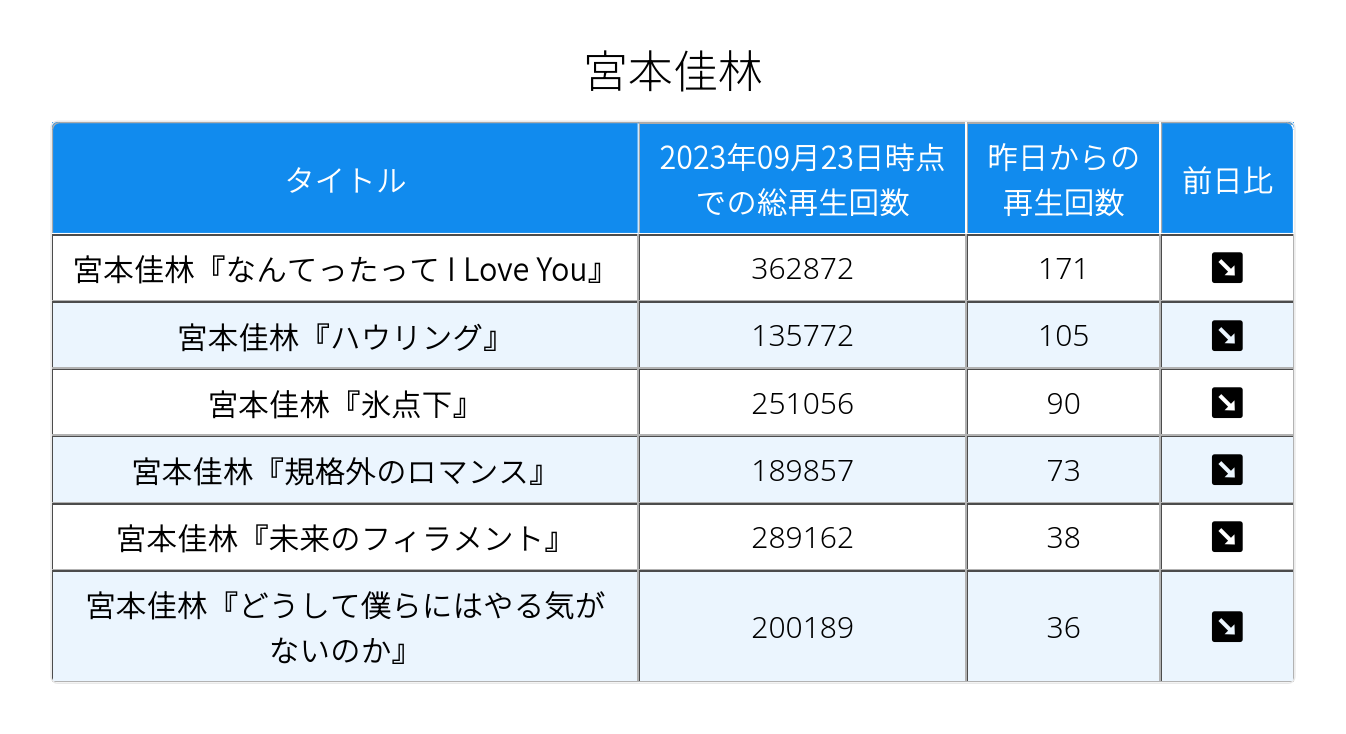 宮本佳林
タイトル
2023年09月23日時点
での総再生回数
昨日からの
再生回数
前日比
宮本佳林『なんてったって I Love You』
362872
171
宮本佳林『ハウリング』
135772
105
宮本佳林『氷点下』
251056
90
宮本佳林『規格外のロマンス』
189857
73
宮本佳林『未来のフィラメント』
289162
38
宮本佳林『どうして僕らにはやる気が
ないのか』
200189
36